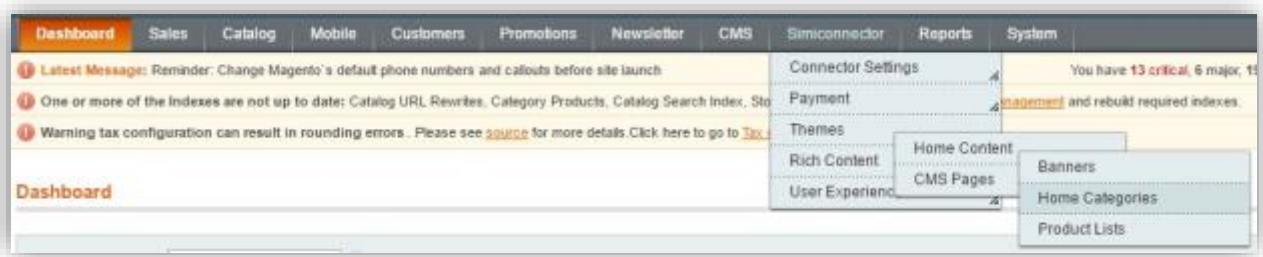 Dashboard Sales Catalog Mobile Customers Promotions Newsletter CMS Simiconnector Reports System
Latest Message: Reminder: Change Magento`s default phone numbers and callouts before site launch
You have 13 critical, 6 major,
One or more of the Indexes are not up to date: Catalog URL Rewrites, Category Products, Catalog Search Index, Sto
nagement and rebuild required indexes.
Warning tax configuration can result in rounding errors . Please see source for more details.Click here to go to Tax
Connector Settings
Payment
Themes
Rich Content
User Experienc
Home Content
CMS Pages
Banners
Home Categories
Product Lists
Dashboard